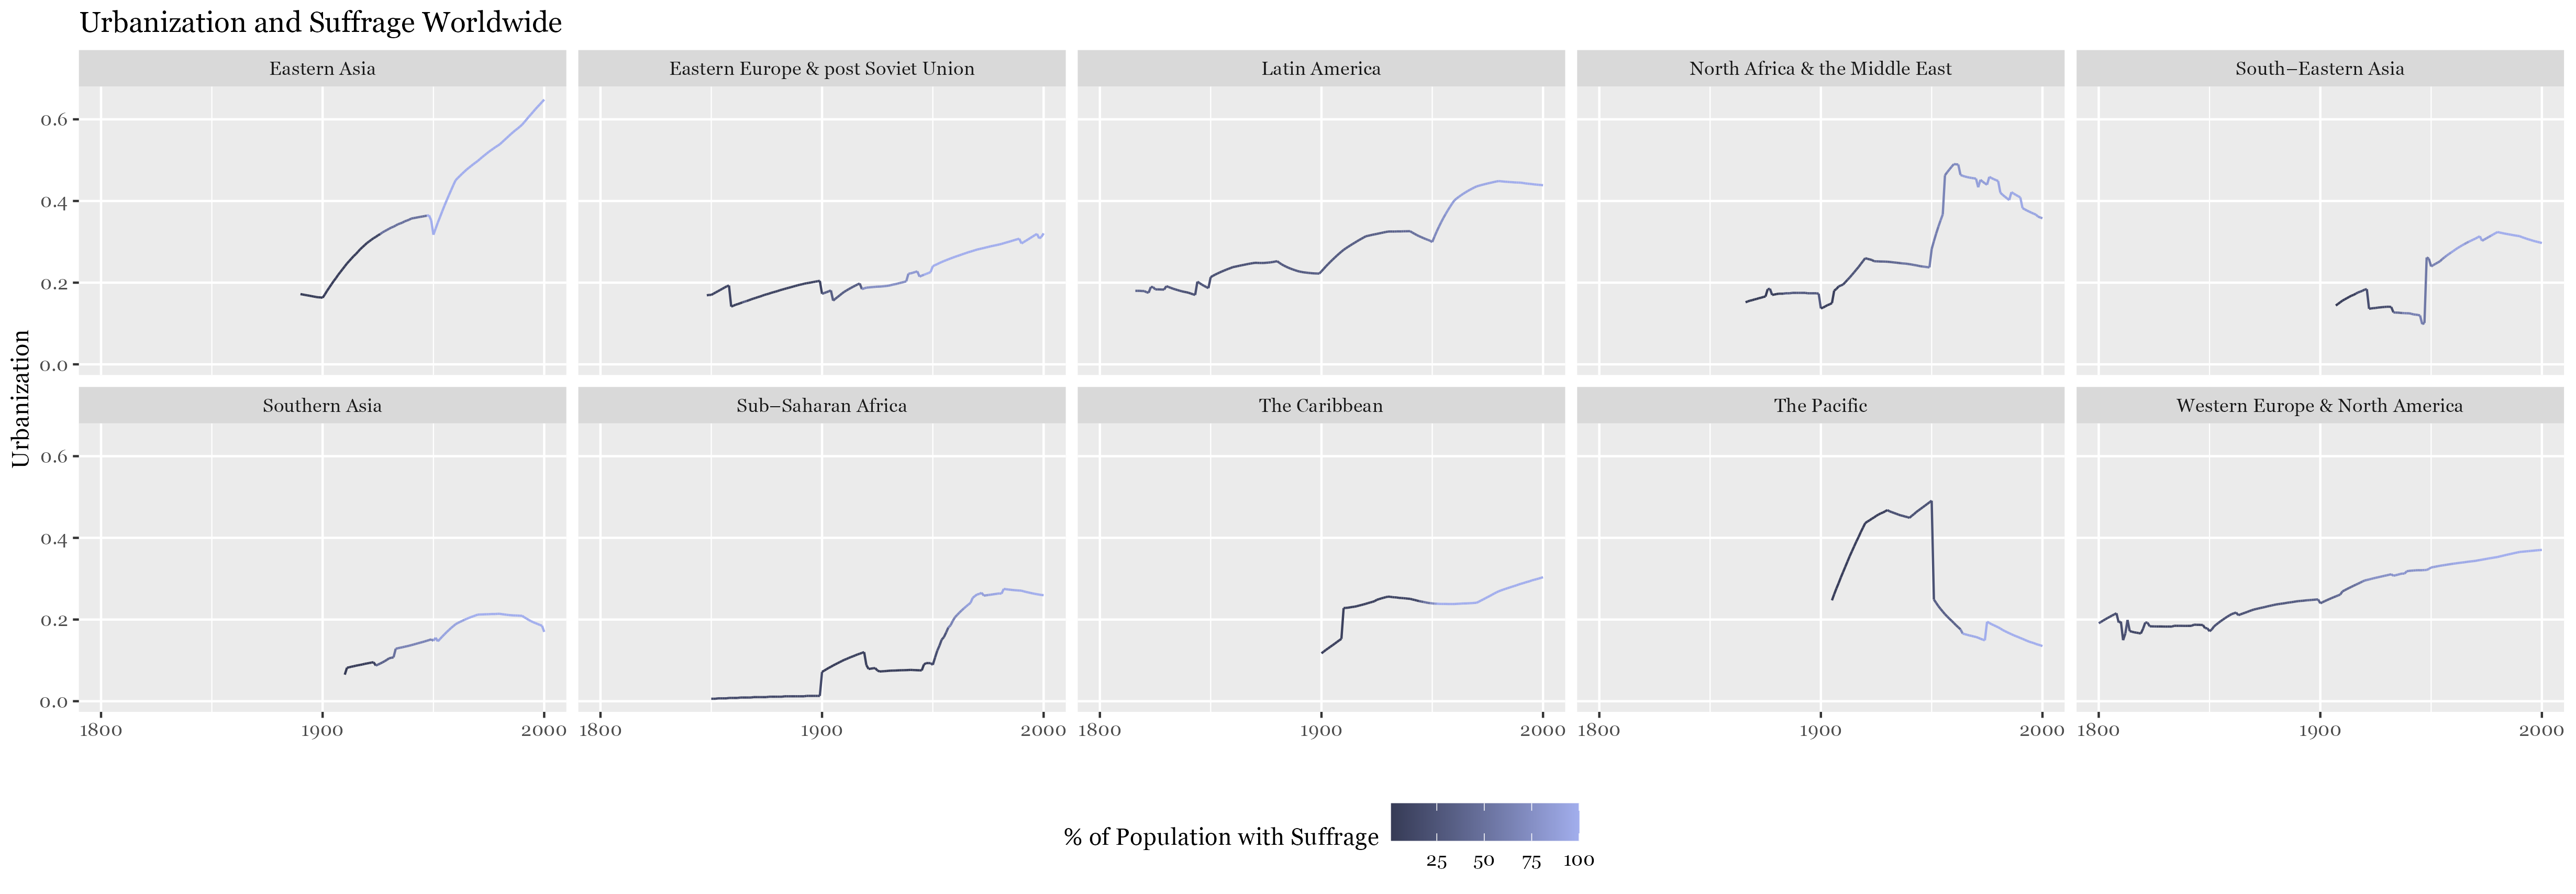 Urbanization and Suffrage Worldwide
Eastern Asia
Eastern Europe & post Soviet Union
Latin America
North Africa & the Middle East
South−Eastern Asia
0.6
0.4
0.2
0.0
Urbanization
Southern Asia
Sub−Saharan Africa
The Caribbean
The Pacific
Western Europe & North America
0.6
0.4
0.2
0.0
1800 1900 2000 1800 1900 2000 1800 1900 2000 1800 1900 2000 1800 1900 2000
% of Population with Suffrage
25 50 75 100